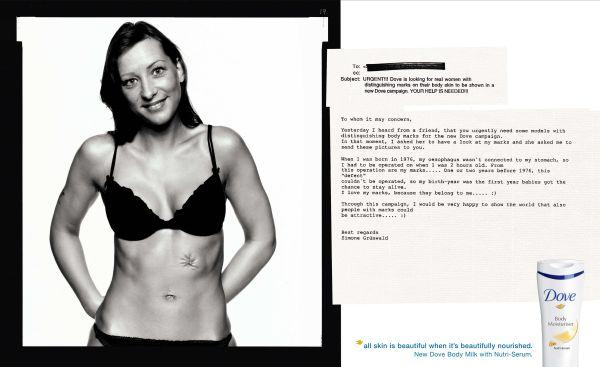 19
To:
cc:
Subject: URGENT!!! Dove is looking for real women with
distinguishing marks on their body skin to be shown in a
new Dove campaign. YOUR HELP IS NEEDED!!!
To whom it may concern,
Yesterday I heard from a friend, that you urgently need some models with
distinguishing body marks for the new Dove campaign.
In that moment, I asked her to have a look at my marks and she asked me to
send these pictures to you.
When I was born in 1976, my oesophagus wasn't connected to my stomach, so
I had to be operated on when I was 2 hours old. From
this operation are my marks..... One or two years before 1976, this
"defect"
couldn't be operated, so my birth-year was the first year babies got the
chance to stay alive.
I love my marks, because they belong to me..... :)
Through this campaign, I would be very happy to show the world that also
people with marks could
be attractive..... :)
Best regards
Simone Grünwald
Dove
Body
Moisturiser
Nutri-serum
all skin is beautiful when it's beautifully nourished.
New Dove Body Milk with Nutri-Serum.